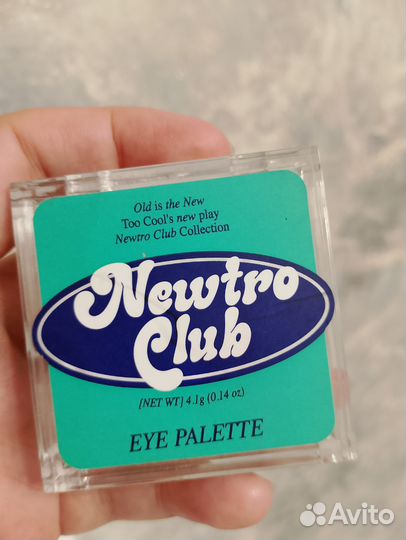 Old is the New
Too Cool's new play
Newtro Club Collection
Newtro
Club
[NET WT] 4.1g (0.14 oz)
EYE PALETTE
Avito